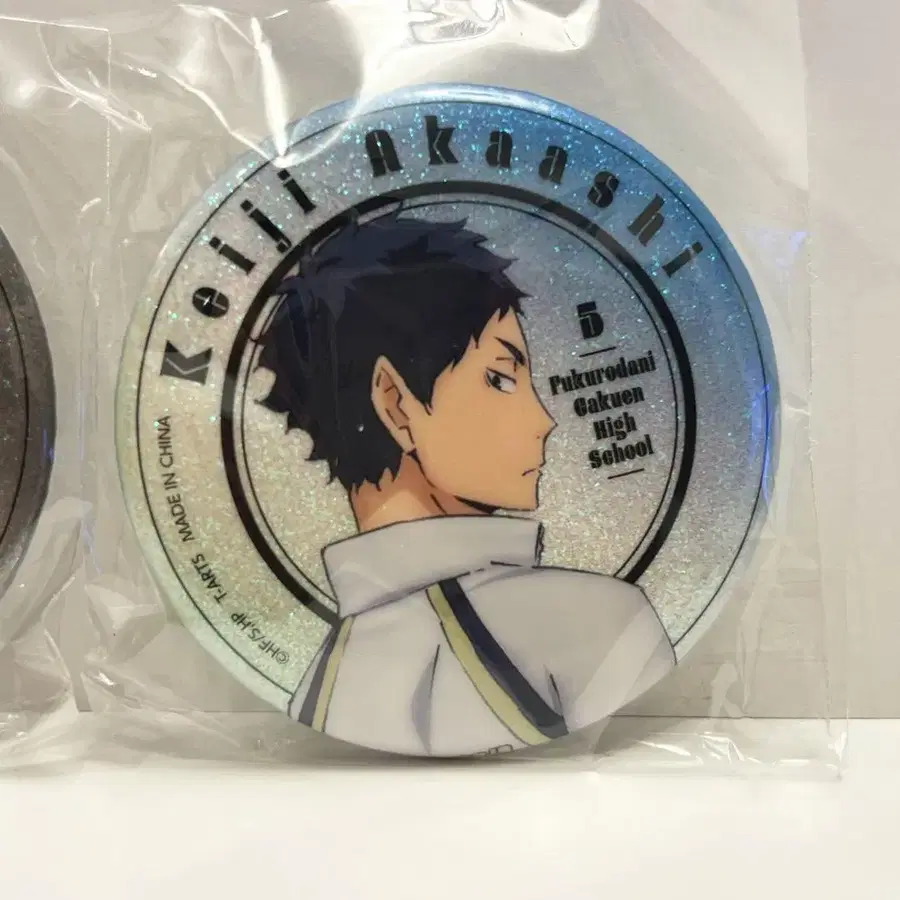 Keiji Akaashi
5
Fukurodani
Gakuen
High
School
©HF/S,HP T-ARTS MADE IN CHINA